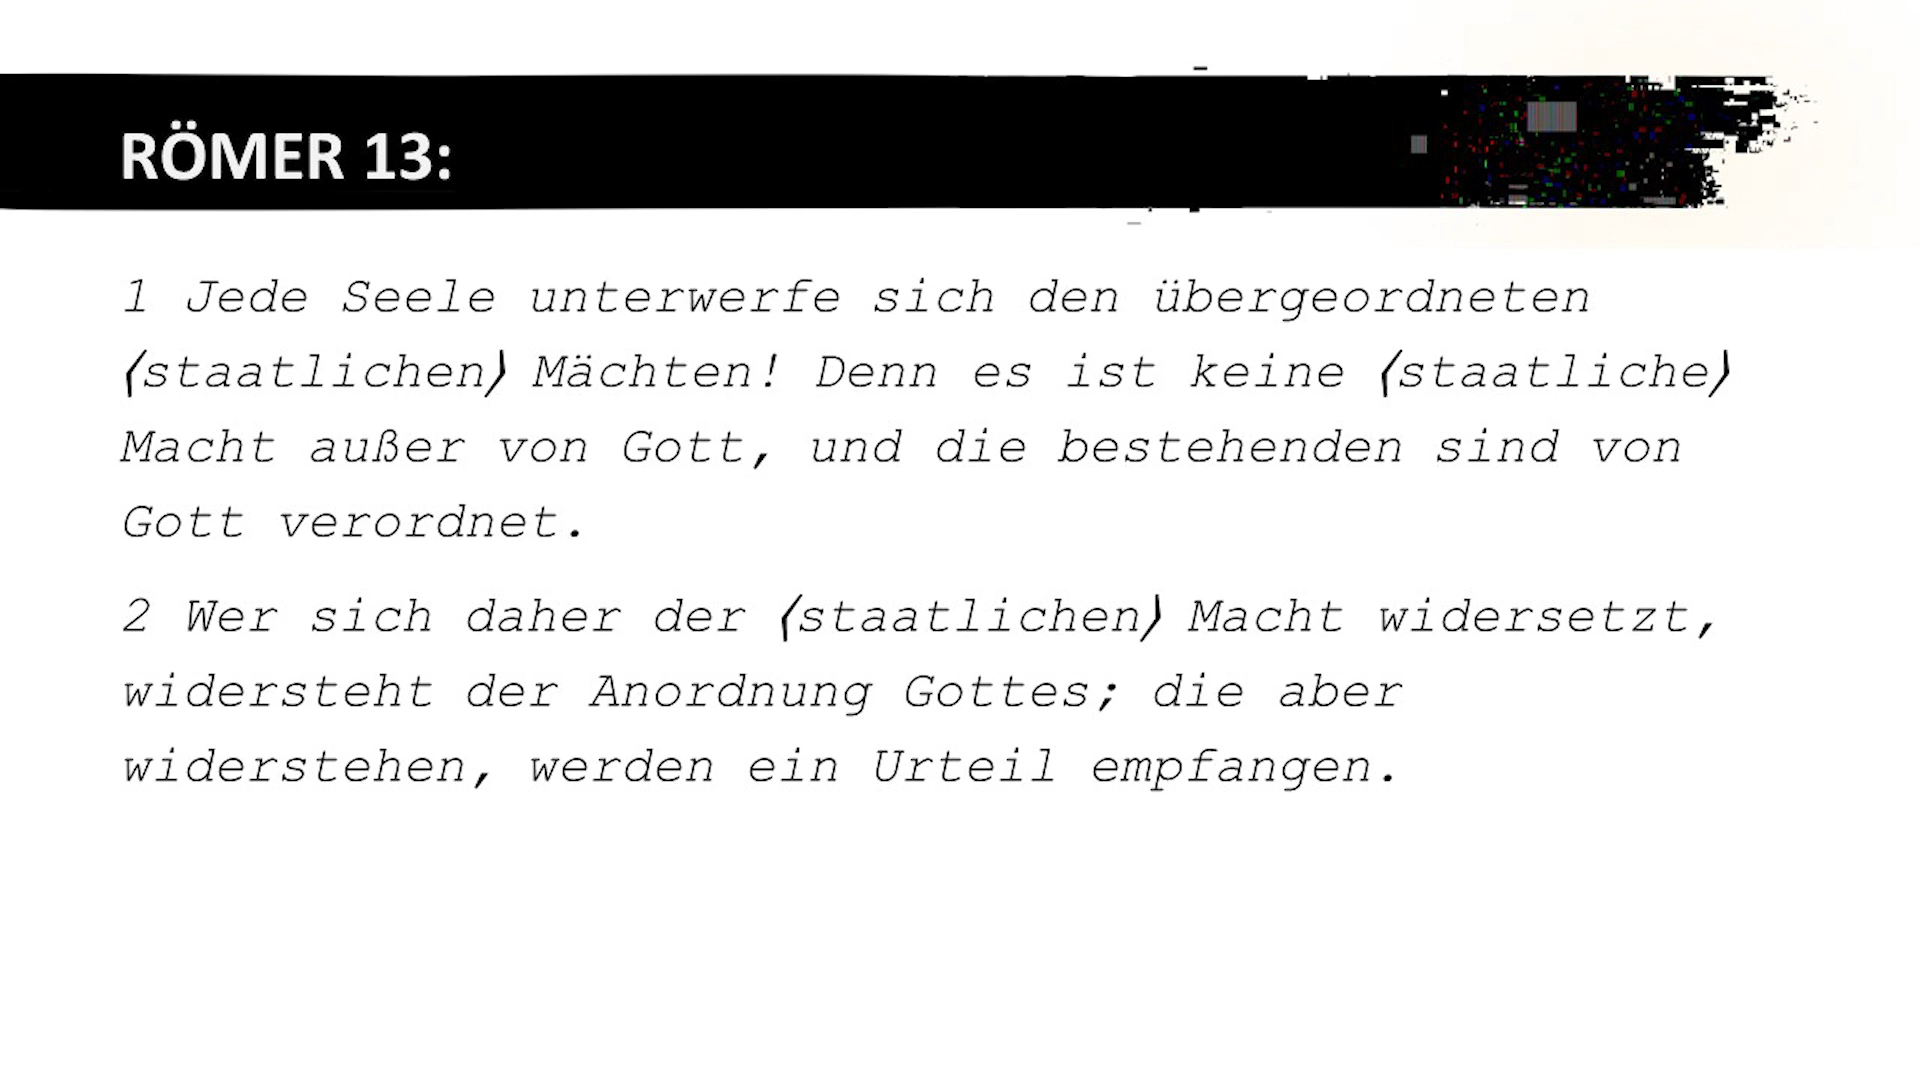 RÖMER 13:
1 Jede Seele unterwerfe sich den übergeordneten
⟨staatlichen⟩ Mächten! Denn es ist keine ⟨staatliche⟩
Macht außer von Gott, und die bestehenden sind von
Gott verordnet.
2 Wer sich daher der ⟨staatlichen⟩ Macht widersetzt,
widersteht der Anordnung Gottes; die aber
widerstehen, werden ein Urteil empfangen.